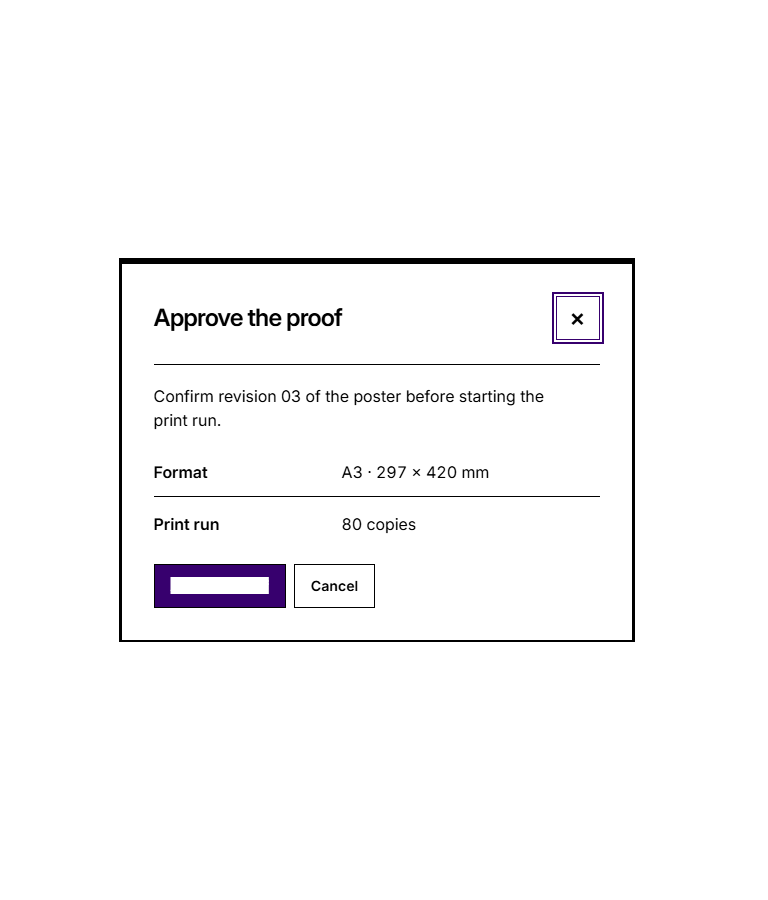 Approve the proof
×
Confirm revision 03 of the poster before starting the
print run.
Format A3 · 297 × 420 mm
Print run 80 copies
Cancel